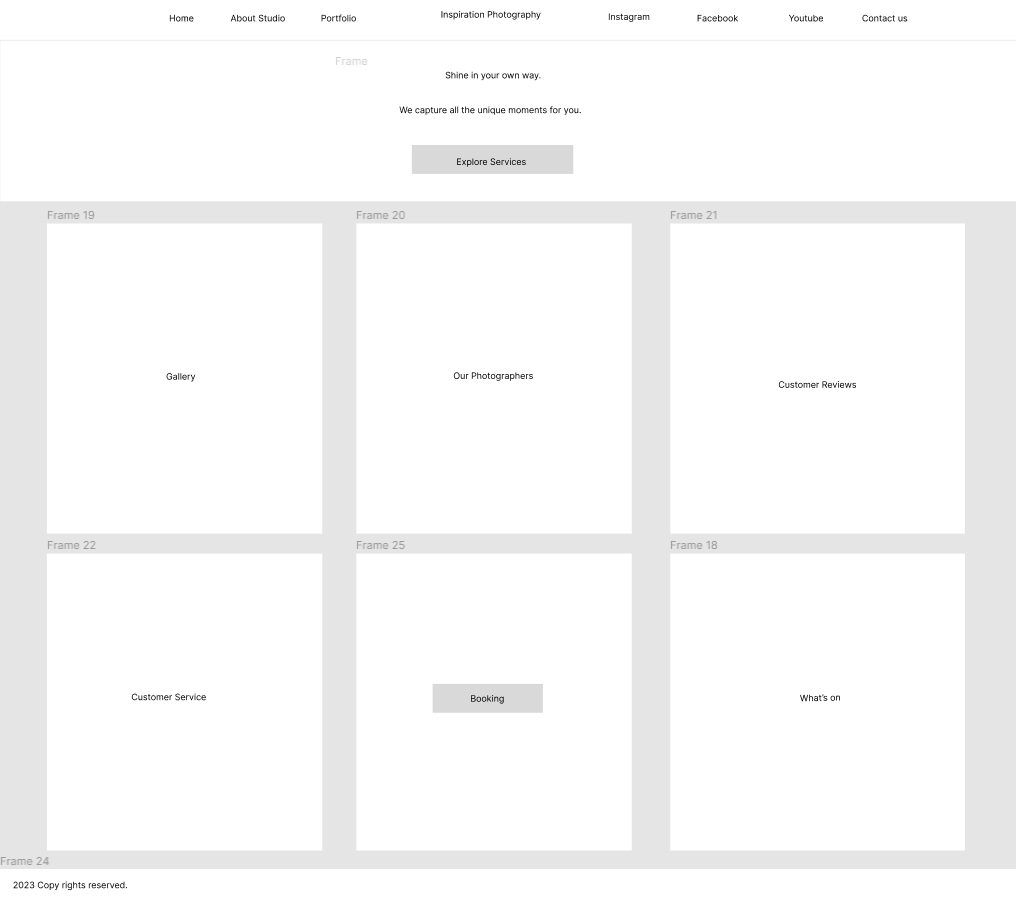 Home About Studio Portfolio Inspiration Photography Instagram Facebook Youtube Contact us
Frame
Shine in your own way.
We capture all the unique moments for you.
Explore Services
Frame 19 Frame 20 Frame 21
Gallery Our Photographers Customer Reviews
Frame 22 Frame 25 Frame 18
Customer Service Booking What's on
Frame 24
2023 Copy rights reserved.